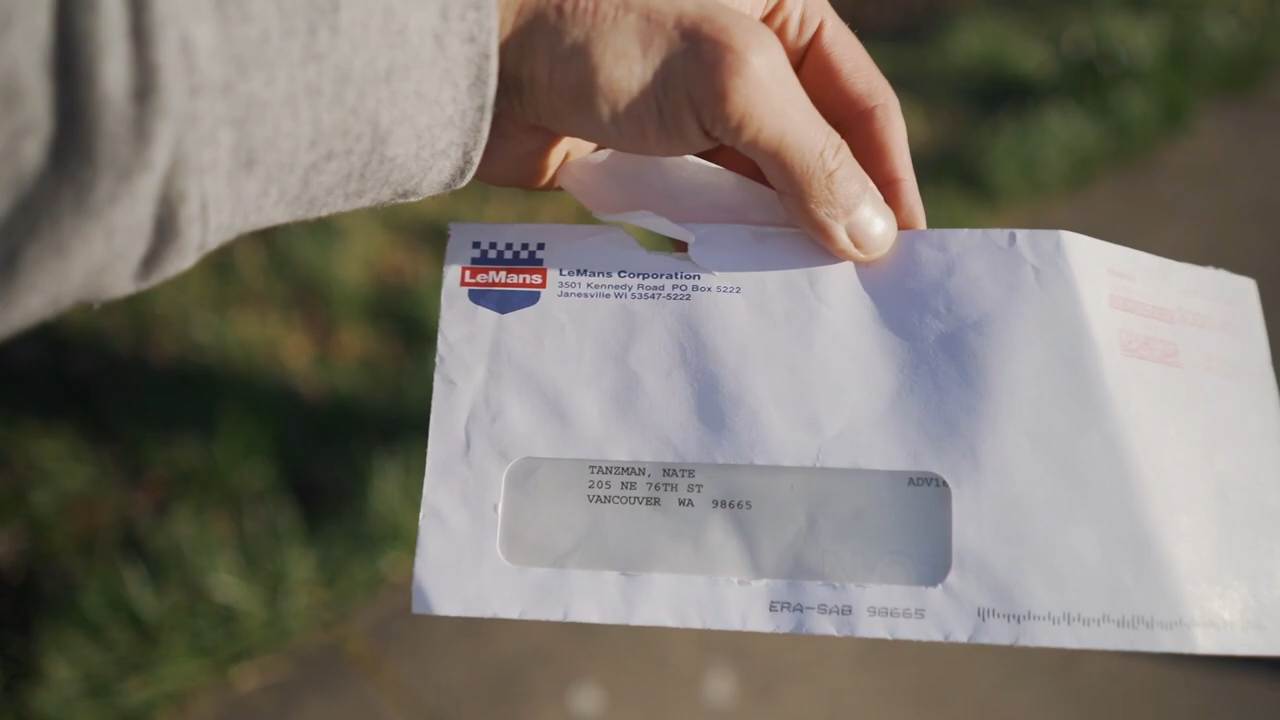 LeMans
LeMans Corporation
3501 Kennedy Road PO Box 5222
Janesville WI 53547-5222
TANZMAN, NATE
205 NE 76TH ST
VANCOUVER WA 98665
ERA-SAB 98665